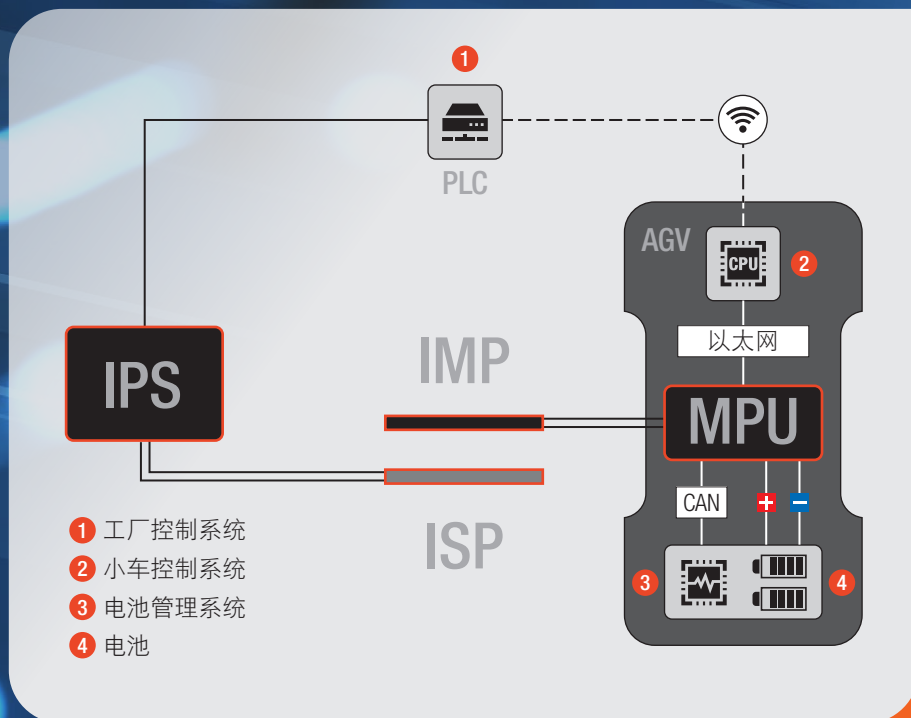 1
PLC
AGV
CPU
2
以太网
IPS
IMP
MPU
ISP
CAN
+ −
3
4
1 工厂控制系统
2 小车控制系统
3 电池管理系统
4 电池